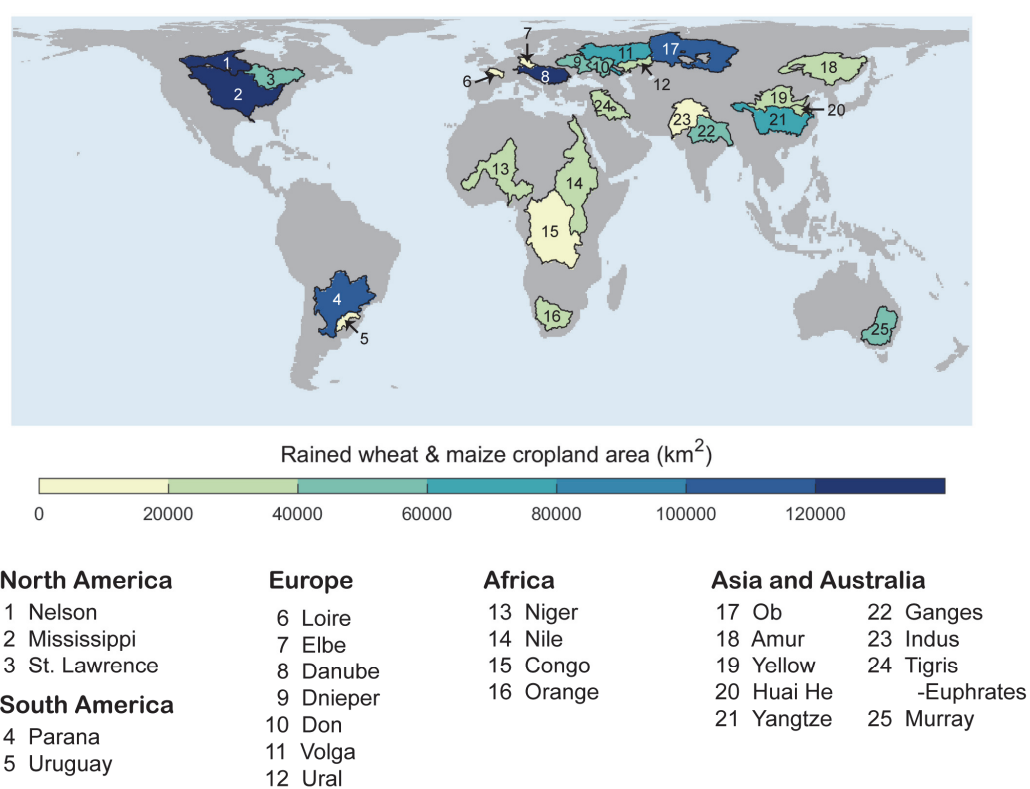 7
1
3
2
6
8
9
10
11
17
12
18
19
20
21
22
23
24
13
14
15
16
4
5
25
Rained wheat & maize cropland area (km²)
0 20000 40000 60000 80000 100000 120000
North America
1 Nelson
2 Mississippi
3 St. Lawrence
South America
4 Parana
5 Uruguay
Europe
6 Loire
7 Elbe
8 Danube
9 Dnieper
10 Don
11 Volga
12 Ural
Africa
13 Niger
14 Nile
15 Congo
16 Orange
Asia and Australia
17 Ob
18 Amur
19 Yellow
20 Huai He
21 Yangtze
22 Ganges
23 Indus
24 Tigris
-Euphrates
25 Murray